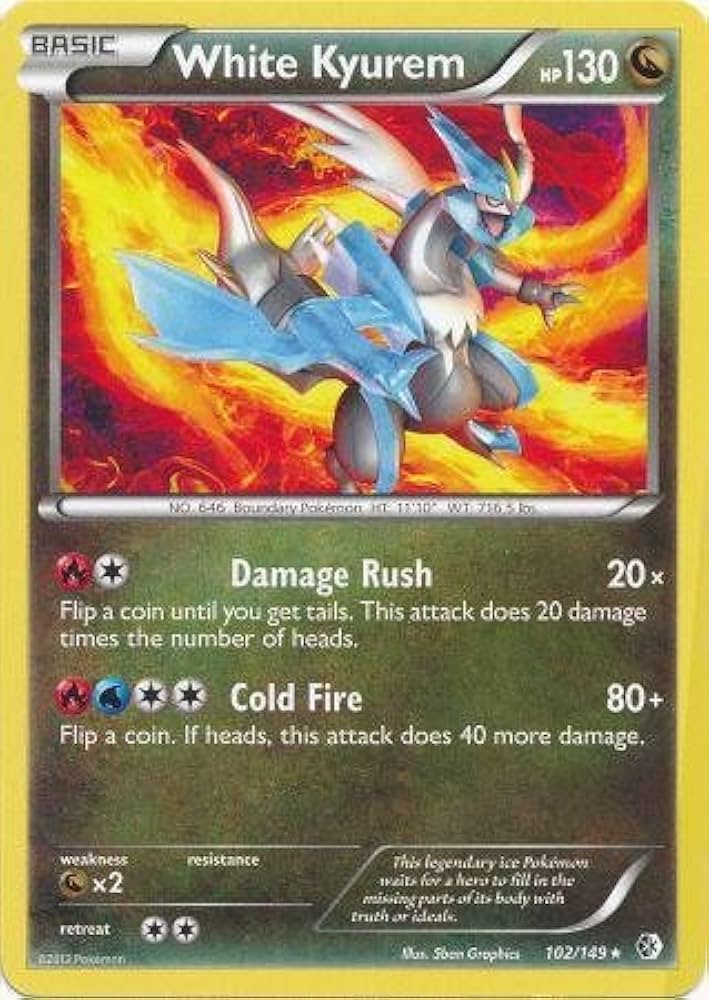 BASIC White Kyurem HP130
NO. 646 Boundary Pokémon HT: 11'10" WT: 716.5 lbs.
Damage Rush 20×
Flip a coin until you get tails. This attack does 20 damage
times the number of heads.
Cold Fire 80+
Flip a coin. If heads, this attack does 40 more damage.
weakness resistance
×2
This legendary ice Pokémon
waits for a hero to fill in the
missing parts of its body with
truth or ideals.
retreat
©2012 Pokémon Illus. 5ban Graphics 102/149 ★